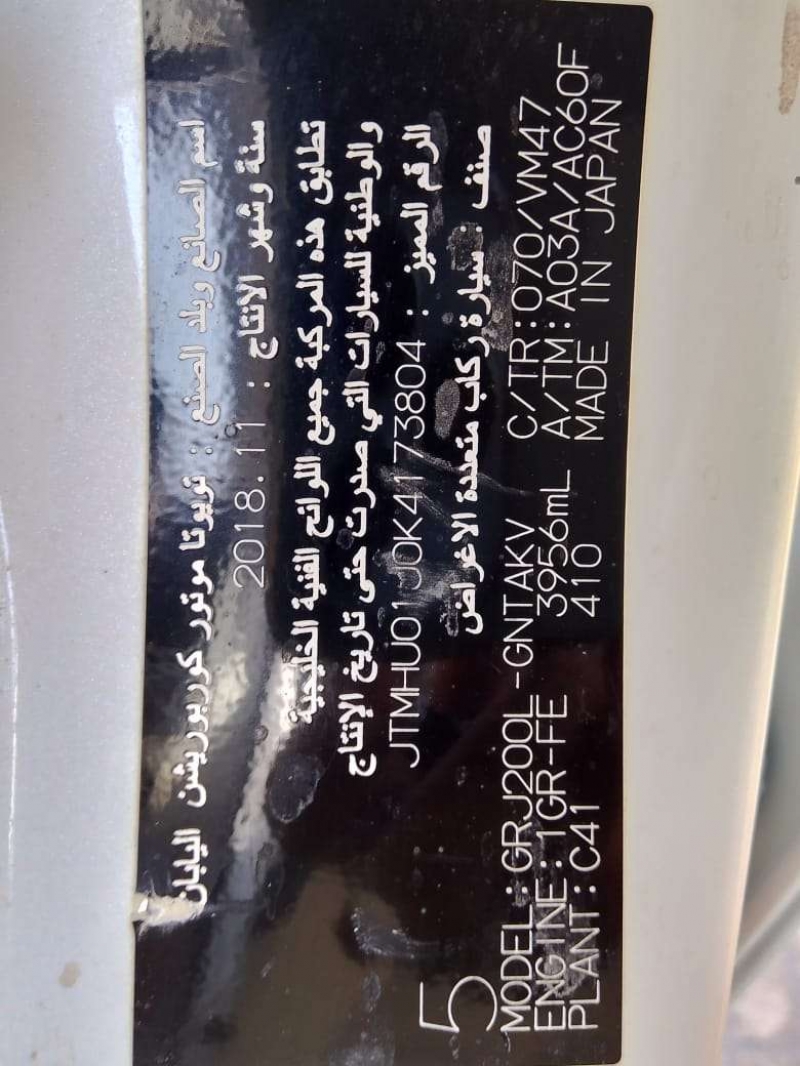 اسم الصانع وبلد الصنع : تويوتا موتور كوربوريشن اليابان
سنة وشهر الانتاج : 2018.11
تطابق هذه المركبة جميع اللوائح الفنية الخليجية
والوطنية للسيارات التي صدرت حتى تاريخ الإنتاج
الرقم المميز : JTMHU01J0K4173804
صنف : سيارة ركاب متعددة الاغراض
5
MODEL:GRJ200L-GNTAKV C/TR:070/VM47
ENGINE:1GR-FE 3956mL A/TM:A03A/AC60F
PLANT:C41 410 MADE IN JAPAN